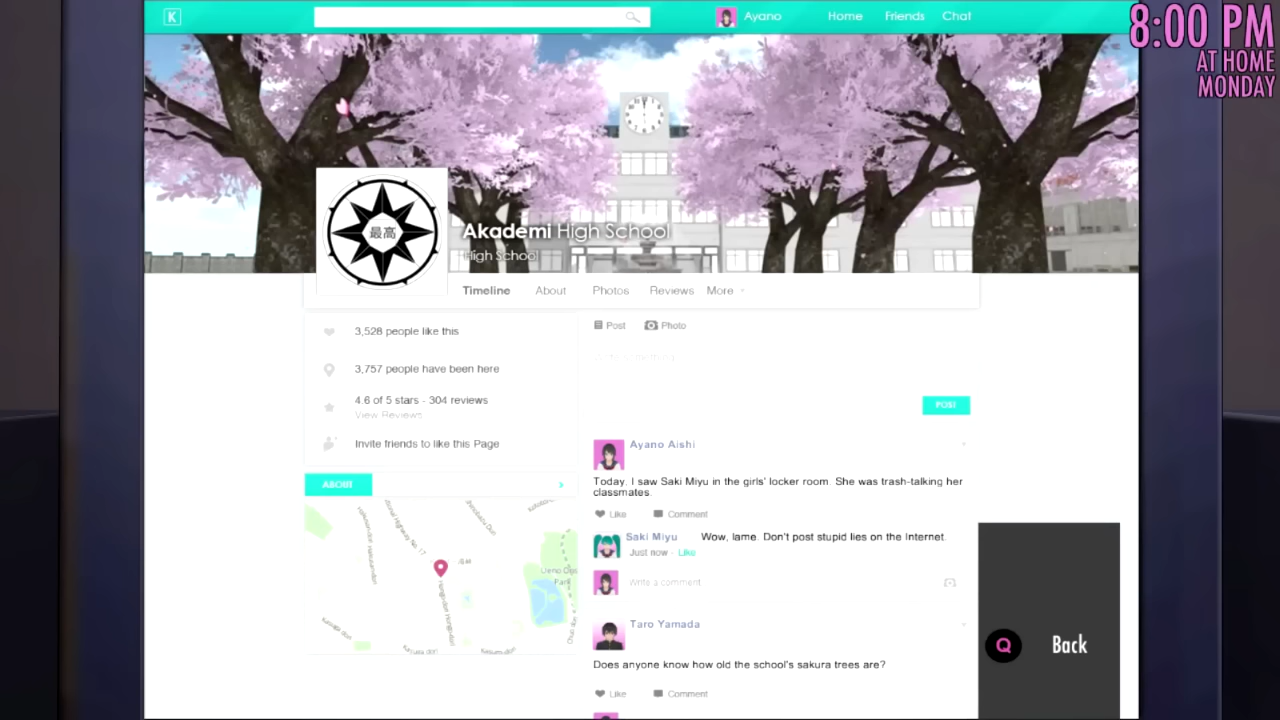 K
Ayano
Home
Friends
Chat
8:00 PM
AT HOME
MONDAY
最高
Akademi High School
High School
Timeline
About
Photos
Reviews
More
3,528 people like this
3,757 people have been here
4.6 of 5 stars - 304 reviews
View Reviews
Invite friends to like this Page
ABOUT
Ueno Park
Post
Photo
Write something...
POST
Ayano Aishi
Today, I saw Saki Miyu in the girls' locker room. She was trash-talking her
classmates.
Like
Comment
Saki Miyu
Wow, lame. Don't post stupid lies on the Internet.
Just now - Like
Write a comment
Taro Yamada
Does anyone know how old the school's sakura trees are?
Like
Comment
Q
Back